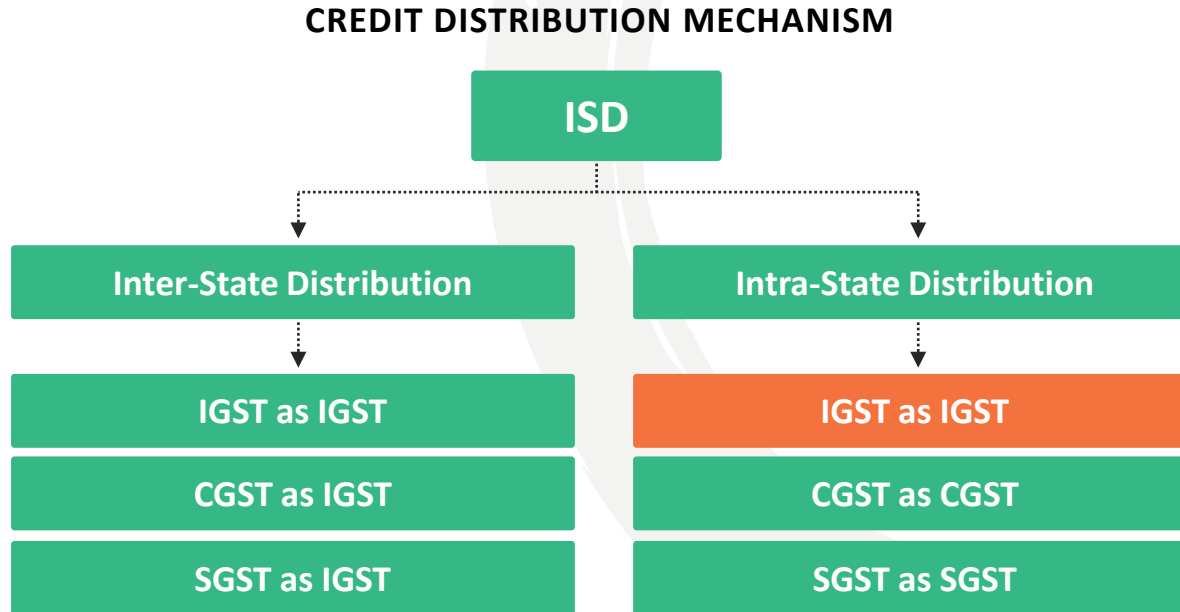 CREDIT DISTRIBUTION MECHANISM
ISD
Inter-State Distribution
Intra-State Distribution
IGST as IGST
IGST as IGST
CGST as IGST
CGST as CGST
SGST as IGST
SGST as SGST